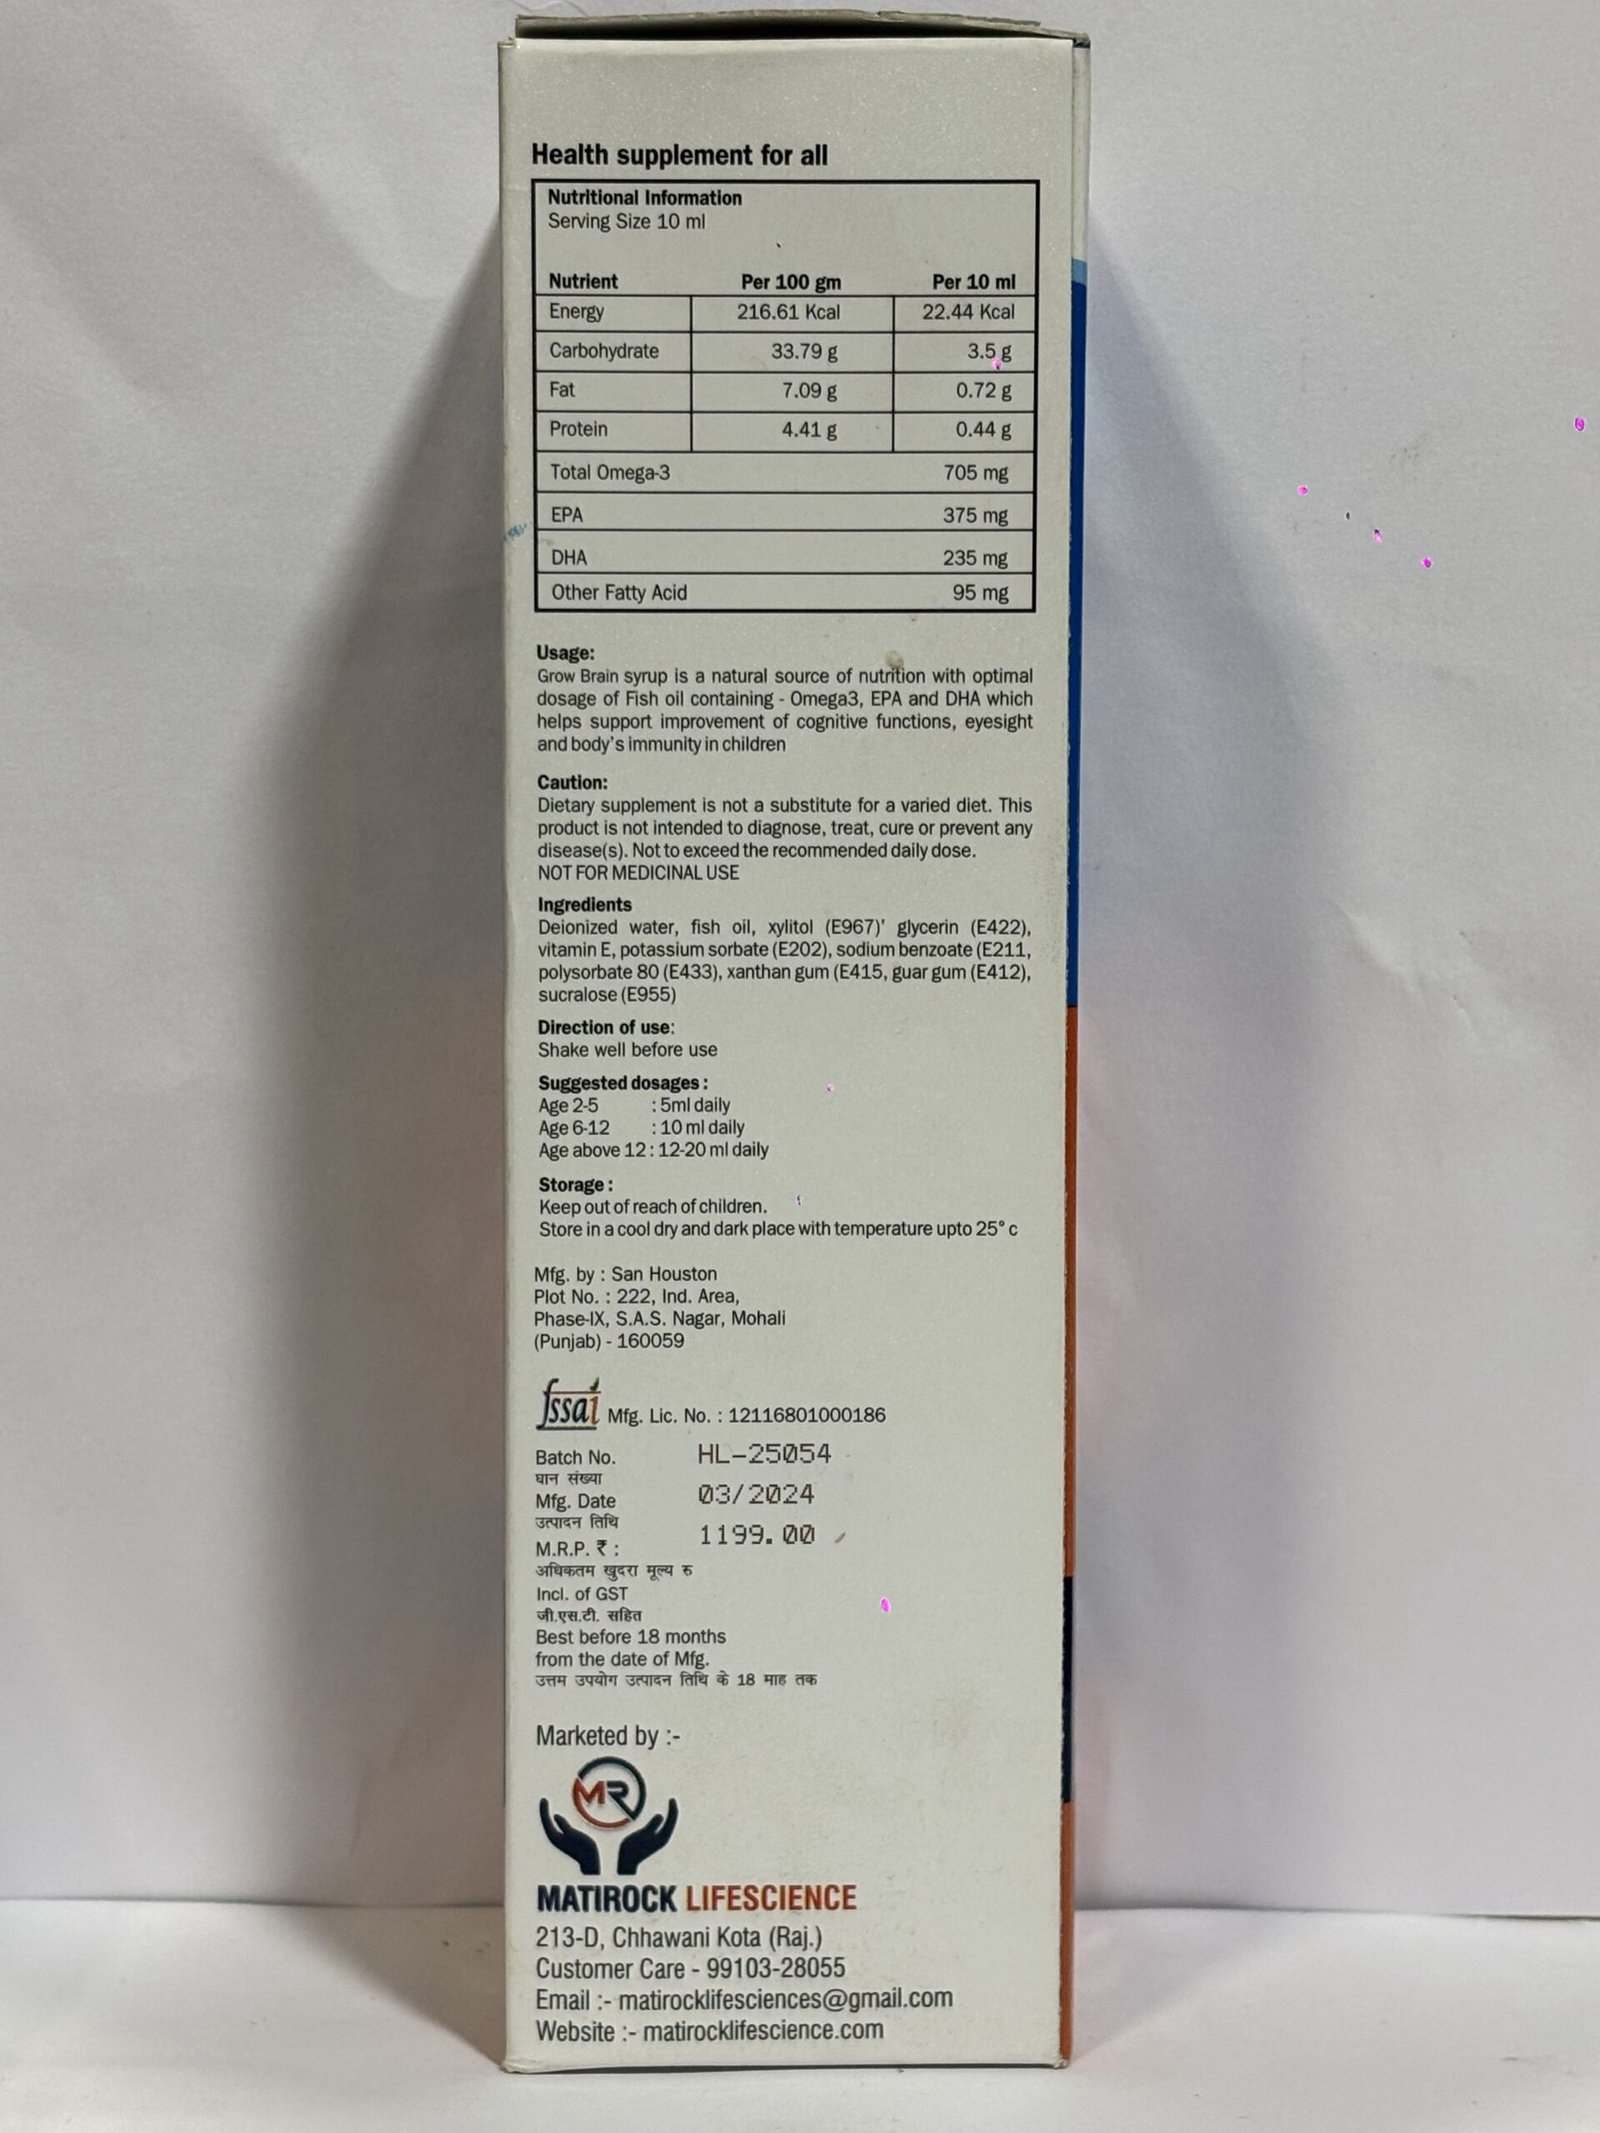 Health supplement for all
Nutritional Information
Serving Size 10 ml
Nutrient Per 100 gm Per 10 ml
Energy 216.61 Kcal 22.44 Kcal
Carbohydrate 33.79 g 3.5 g
Fat 7.09 g 0.72 g
Protein 4.41 g 0.44 g
Total Omega-3 705 mg
EPA 375 mg
DHA 235 mg
Other Fatty Acid 95 mg
Usage:
Grow Brain syrup is a natural source of nutrition with optimal
dosage of Fish oil containing - Omega3, EPA and DHA which
helps support improvement of cognitive functions, eyesight
and body's immunity in children
Caution:
Dietary supplement is not a substitute for a varied diet. This
product is not intended to diagnose, treat, cure or prevent any
disease(s). Not to exceed the recommended daily dose.
NOT FOR MEDICINAL USE
Ingredients
Deionized water, fish oil, xylitol (E967)' glycerin (E422),
vitamin E, potassium sorbate (E202), sodium benzoate (E211,
polysorbate 80 (E433), xanthan gum (E415, guar gum (E412),
sucralose (E955)
Direction of use:
Shake well before use
Suggested dosages :
Age 2-5 : 5ml daily
Age 6-12 : 10 ml daily
Age above 12 : 12-20 ml daily
Storage :
Keep out of reach of children.
Store in a cool dry and dark place with temperature upto 25° c
Mfg. by : San Houston
Plot No. : 222, Ind. Area,
Phase-IX, S.A.S. Nagar, Mohali
(Punjab) - 160059
fssai Mfg. Lic. No. : 12116801000186
Batch No. HL-25054
घान संख्या
Mfg. Date 03/2024
उत्पादन तिथि
M.R.P. ₹ : 1199.00
अधिकतम खुदरा मूल्य रु
Incl. of GST
जी.एस.टी. सहित
Best before 18 months
from the date of Mfg.
उत्तम उपयोग उत्पादन तिथि के 18 माह तक
Marketed by :-
MR
MATIROCK LIFESCIENCE
213-D, Chhawani Kota (Raj.)
Customer Care - 99103-28055
Email :- matirocklifesciences@gmail.com
Website :- matirocklifescience.com